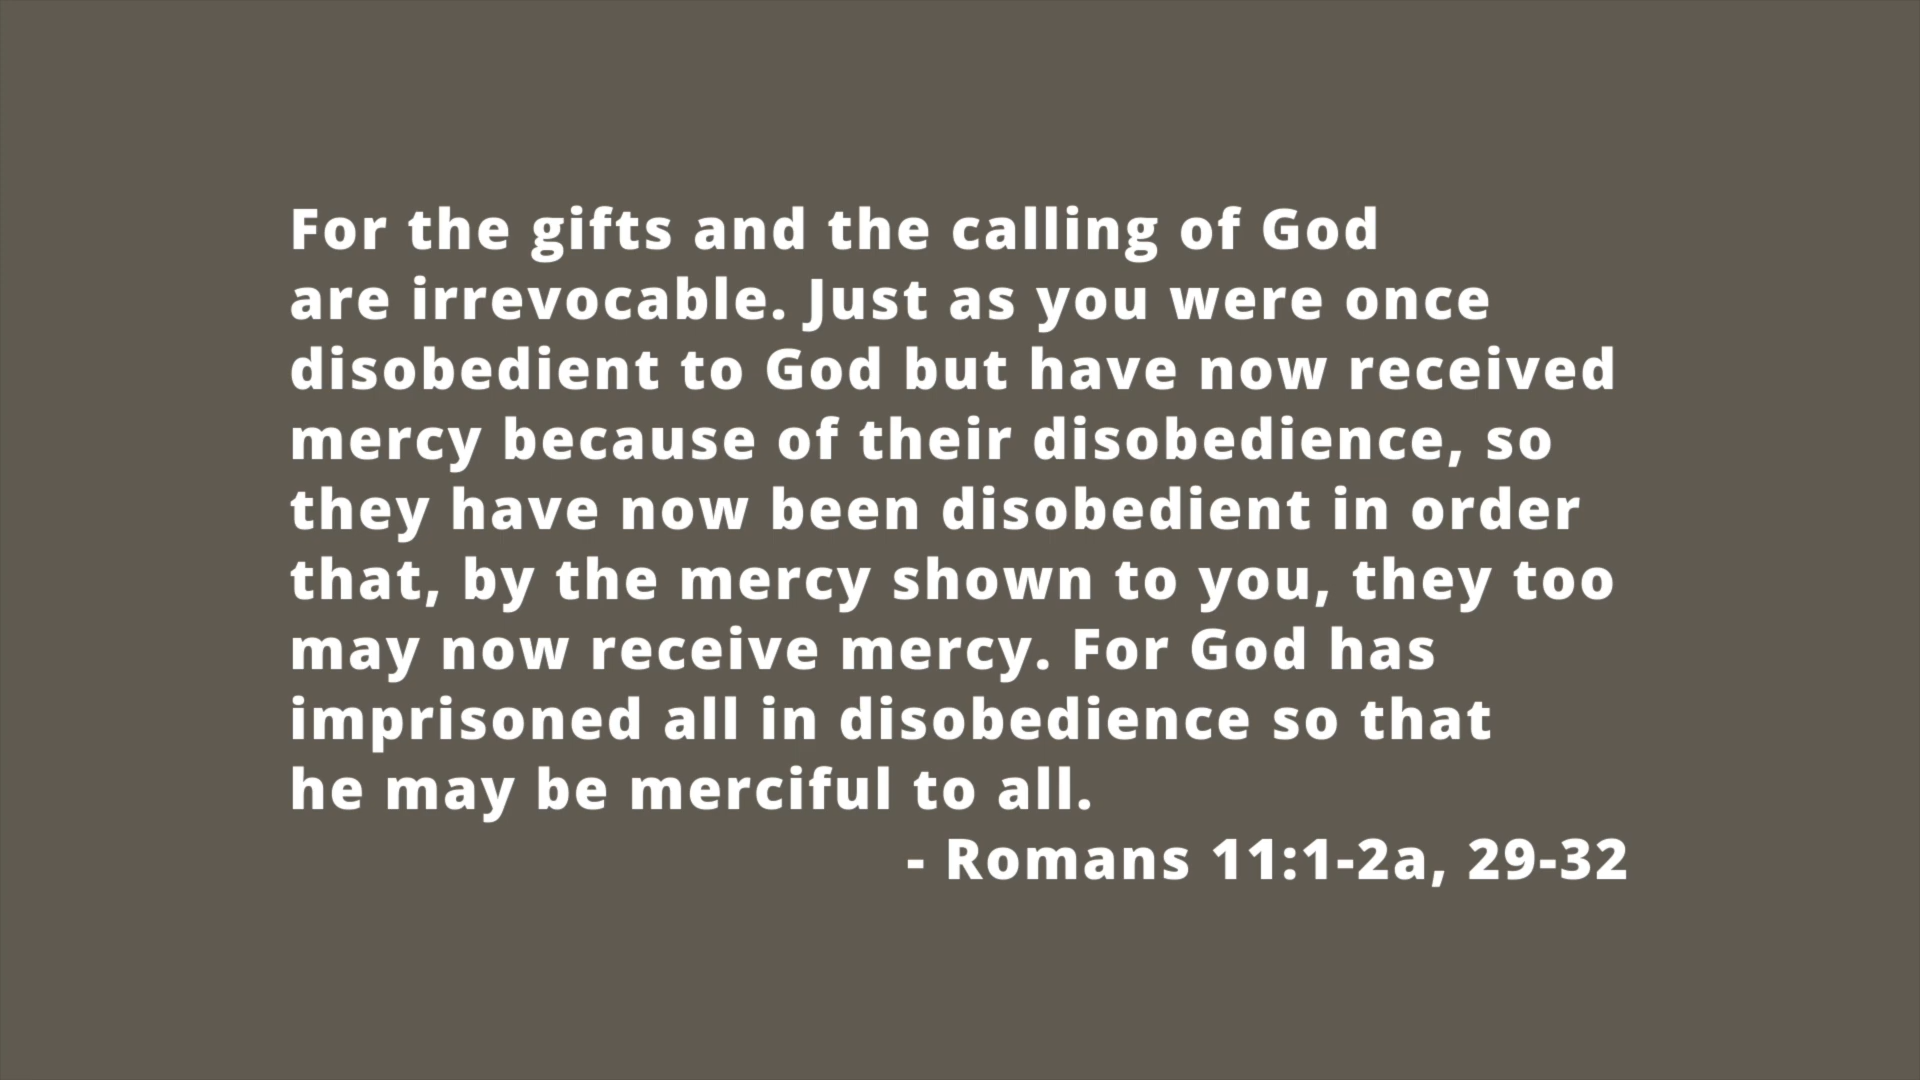 For the gifts and the calling of God
are irrevocable. Just as you were once
disobedient to God but have now received
mercy because of their disobedience, so
they have now been disobedient in order
that, by the mercy shown to you, they too
may now receive mercy. For God has
imprisoned all in disobedience so that
he may be merciful to all.
- Romans 11:1-2a, 29-32